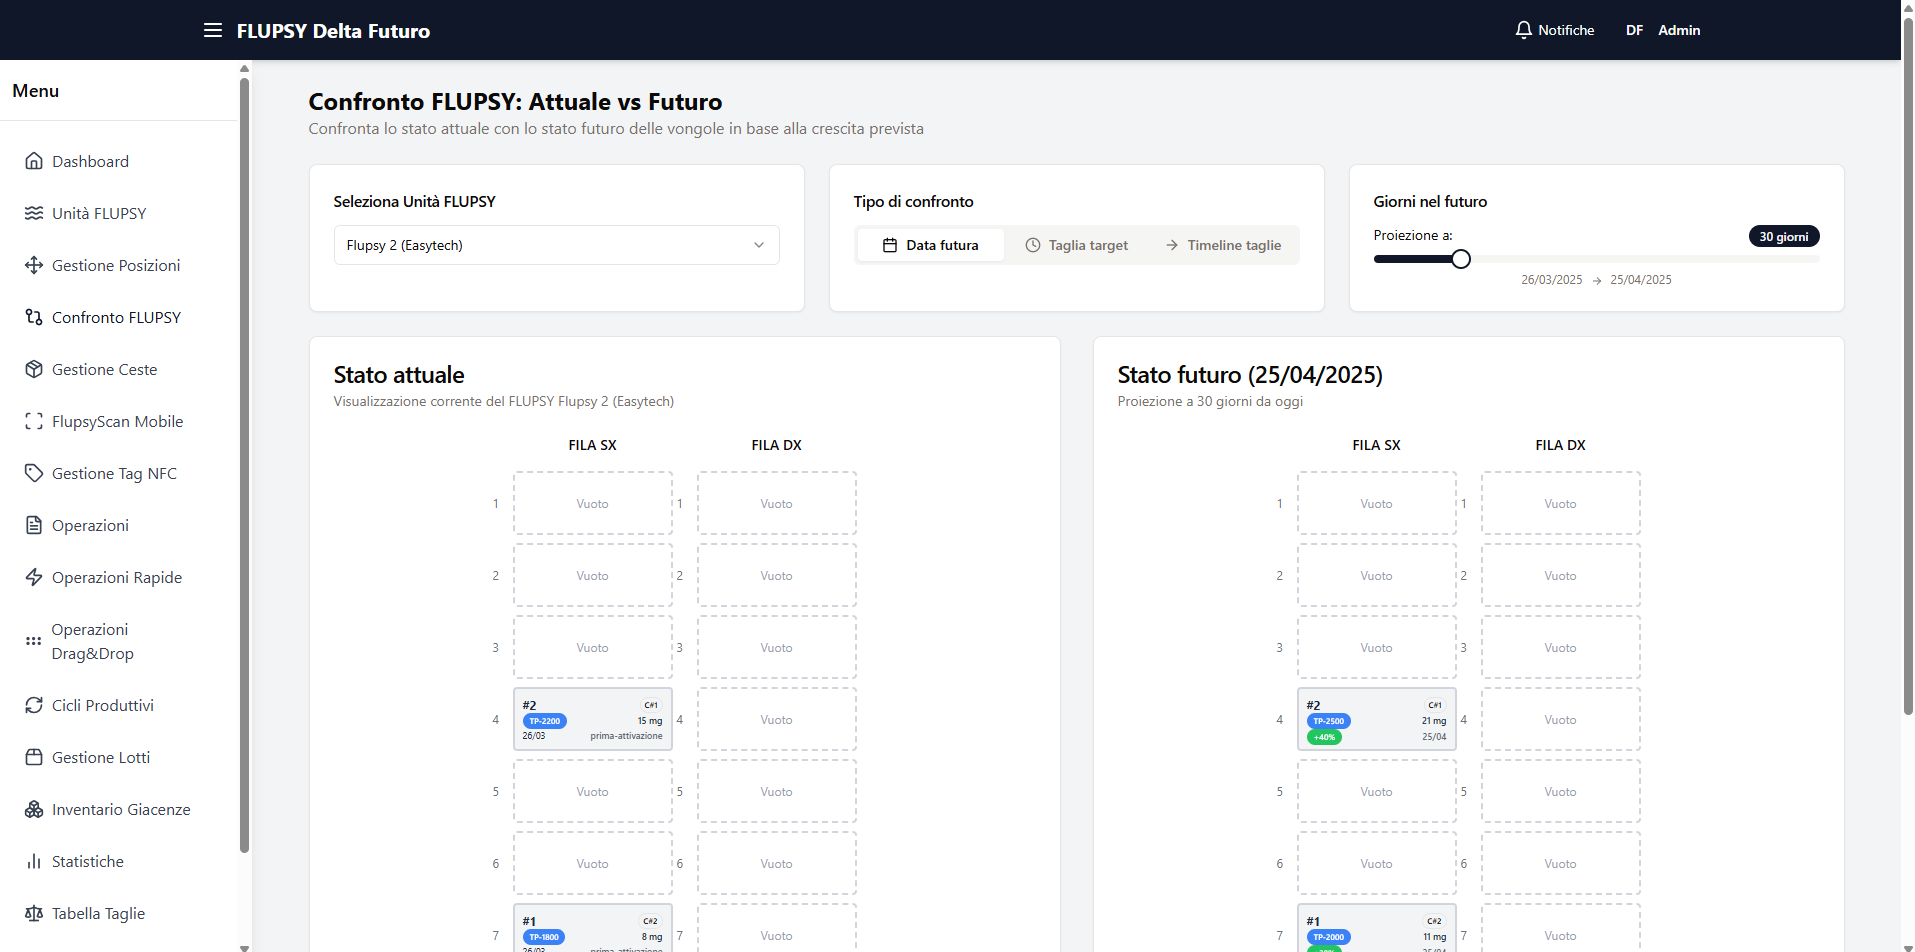 FLUPSY Delta Futuro
Notifiche
DF
Admin
Menu
Dashboard
Unità FLUPSY
Gestione Posizioni
Confronto FLUPSY
Gestione Ceste
FlupsyScan Mobile
Gestione Tag NFC
Operazioni
Operazioni Rapide
Operazioni
Drag&Drop
Cicli Produttivi
Gestione Lotti
Inventario Giacenze
Statistiche
Tabella Taglie
Confronto FLUPSY: Attuale vs Futuro
Confronta lo stato attuale con lo stato futuro delle vongole in base alla crescita prevista
Seleziona Unità FLUPSY
Flupsy 2 (Easytech)
Tipo di confronto
Data futura
Taglia target
Timeline taglie
Giorni nel futuro
Proiezione a:
30 giorni
26/03/2025 → 25/04/2025
Stato attuale
Visualizzazione corrente del FLUPSY Flupsy 2 (Easytech)
FILA SX FILA DX
1 Vuoto 1 Vuoto
2 Vuoto 2 Vuoto
3 Vuoto 3 Vuoto
#2 C#1
4 TP-2200 15 mg 4 Vuoto
26/03 prima-attivazione
5 Vuoto 5 Vuoto
6 Vuoto 6 Vuoto
#1 C#2
7 TP-1800 8 mg 7 Vuoto
26/03 prima-attivazione
Stato futuro (25/04/2025)
Proiezione a 30 giorni da oggi
FILA SX FILA DX
1 Vuoto 1 Vuoto
2 Vuoto 2 Vuoto
3 Vuoto 3 Vuoto
#2 C#1
4 TP-2500 21 mg 4 Vuoto
+40% 25/04
5 Vuoto 5 Vuoto
6 Vuoto 6 Vuoto
#1 C#2
7 TP-2000 11 mg 7 Vuoto
25/04